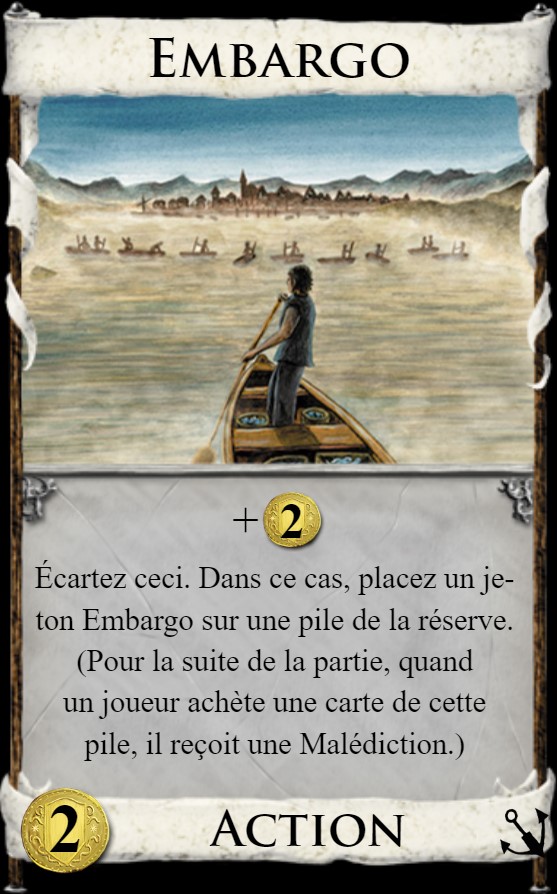 EMBARGO
+2
Écartez ceci. Dans ce cas, placez un je-
ton Embargo sur une pile de la réserve.
(Pour la suite de la partie, quand
un joueur achète une carte de cette
pile, il reçoit une Malédiction.)
2 ACTION